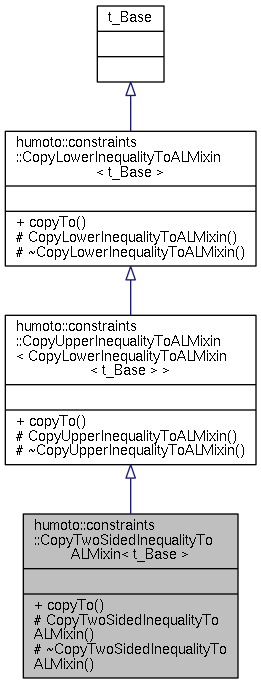 t_Base
humoto::constraints
::CopyLowerInequalityToALMixin
< t_Base >
+ copyTo()
# CopyLowerInequalityToALMixin()
# ~CopyLowerInequalityToALMixin()
humoto::constraints
::CopyUpperInequalityToALMixin
< CopyLowerInequalityToALMixin
< t_Base > >
+ copyTo()
# CopyUpperInequalityToALMixin()
# ~CopyUpperInequalityToALMixin()
humoto::constraints
::CopyTwoSidedInequalityTo
ALMixin< t_Base >
+ copyTo()
# CopyTwoSidedInequalityTo
ALMixin()
# ~CopyTwoSidedInequalityTo
ALMixin()